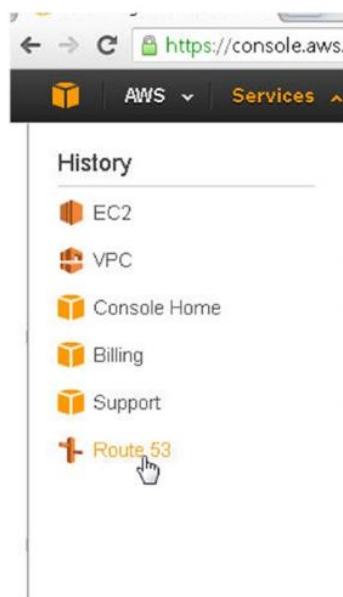 https://console.aws.
AWS Services
History
EC2
VPC
Console Home
Billing
Support
Route 53